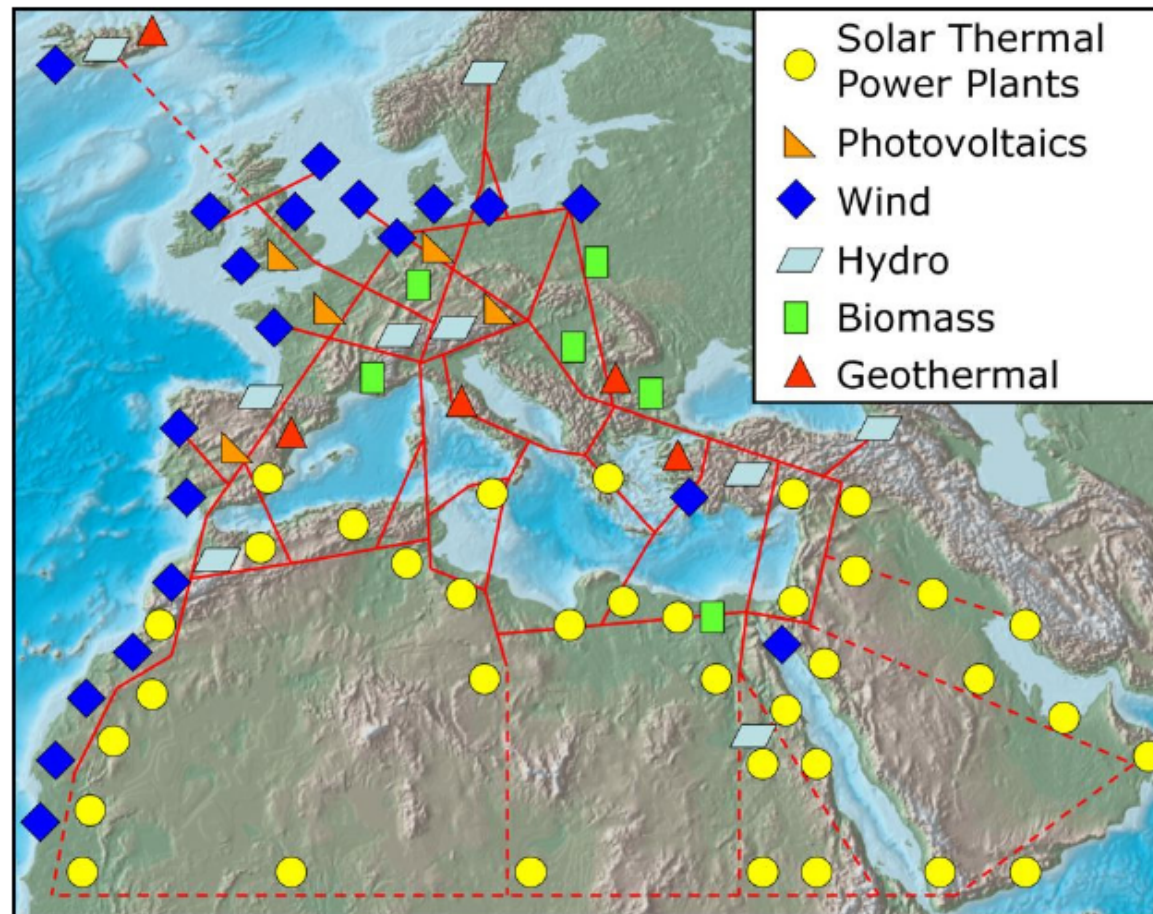 Solar Thermal
Power Plants
Photovoltaics
Wind
Hydro
Biomass
Geothermal